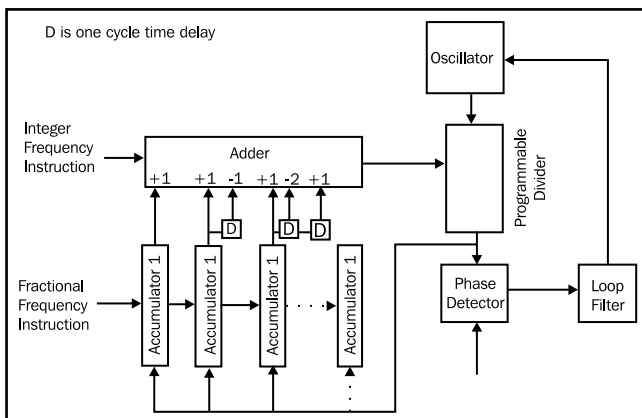 D is one cycle time delay
Oscillator
Integer
Frequency
Instruction
Adder
+1 +1 -1 +1 -2 +1
Programmable
Divider
D D D
Fractional
Frequency
Instruction
Accumulator 1
Accumulator 1
Accumulator 1
Accumulator 1
Phase
Detector
Loop
Filter